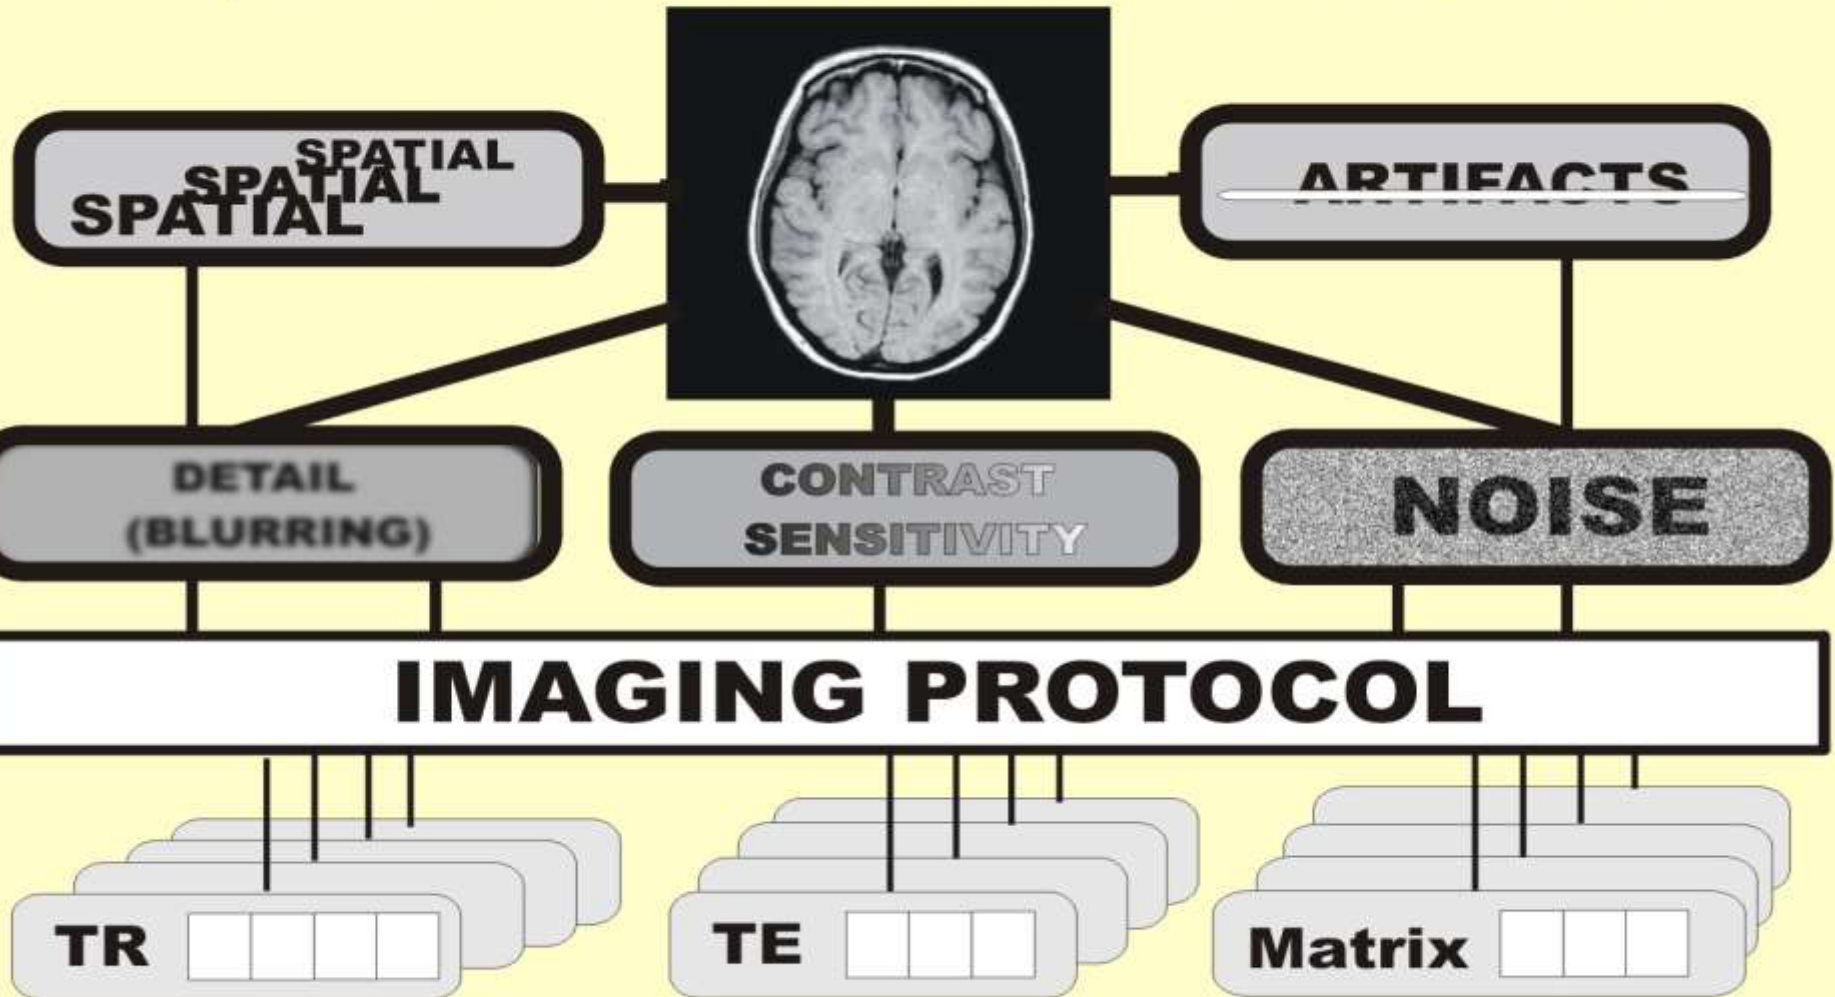 SPATIAL
SPATIAL
SPATIAL
ARTIFACTS
DETAIL
(BLURRING)
CONTRAST
SENSITIVITY
NOISE
IMAGING PROTOCOL
TR
TE
Matrix